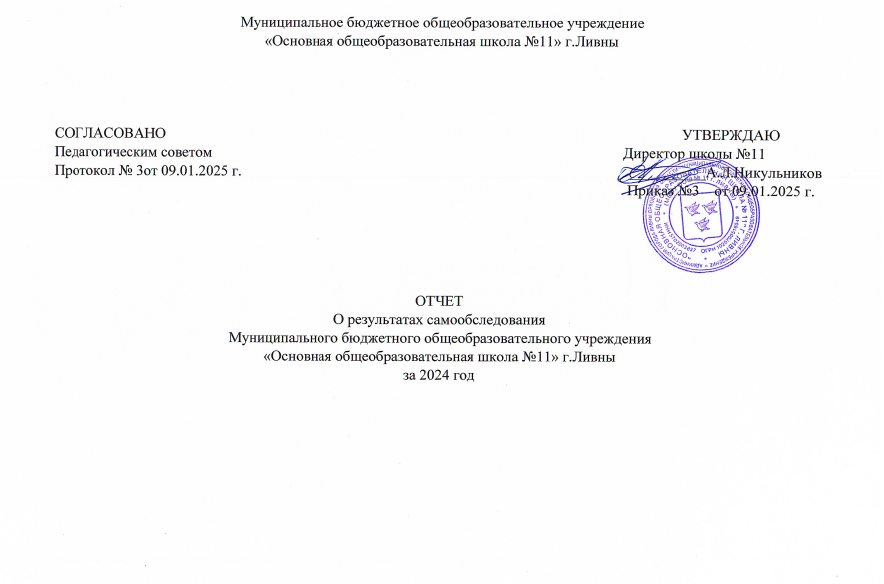 Муниципальное бюджетное общеобразовательное учреждение
«Основная общеобразовательная школа №11» г.Ливны
СОГЛАСОВАНО
Педагогическим советом
Протокол № 3от 09.01.2025 г.
УТВЕРЖДАЮ
Директор школы №11
А.Л.Никульников
Приказ №3 от 09.01.2025 г.
ОТЧЕТ
О результатах самообследования
Муниципального бюджетного общеобразовательного учреждения
«Основная общеобразовательная школа №11» г.Ливны
за 2024 год